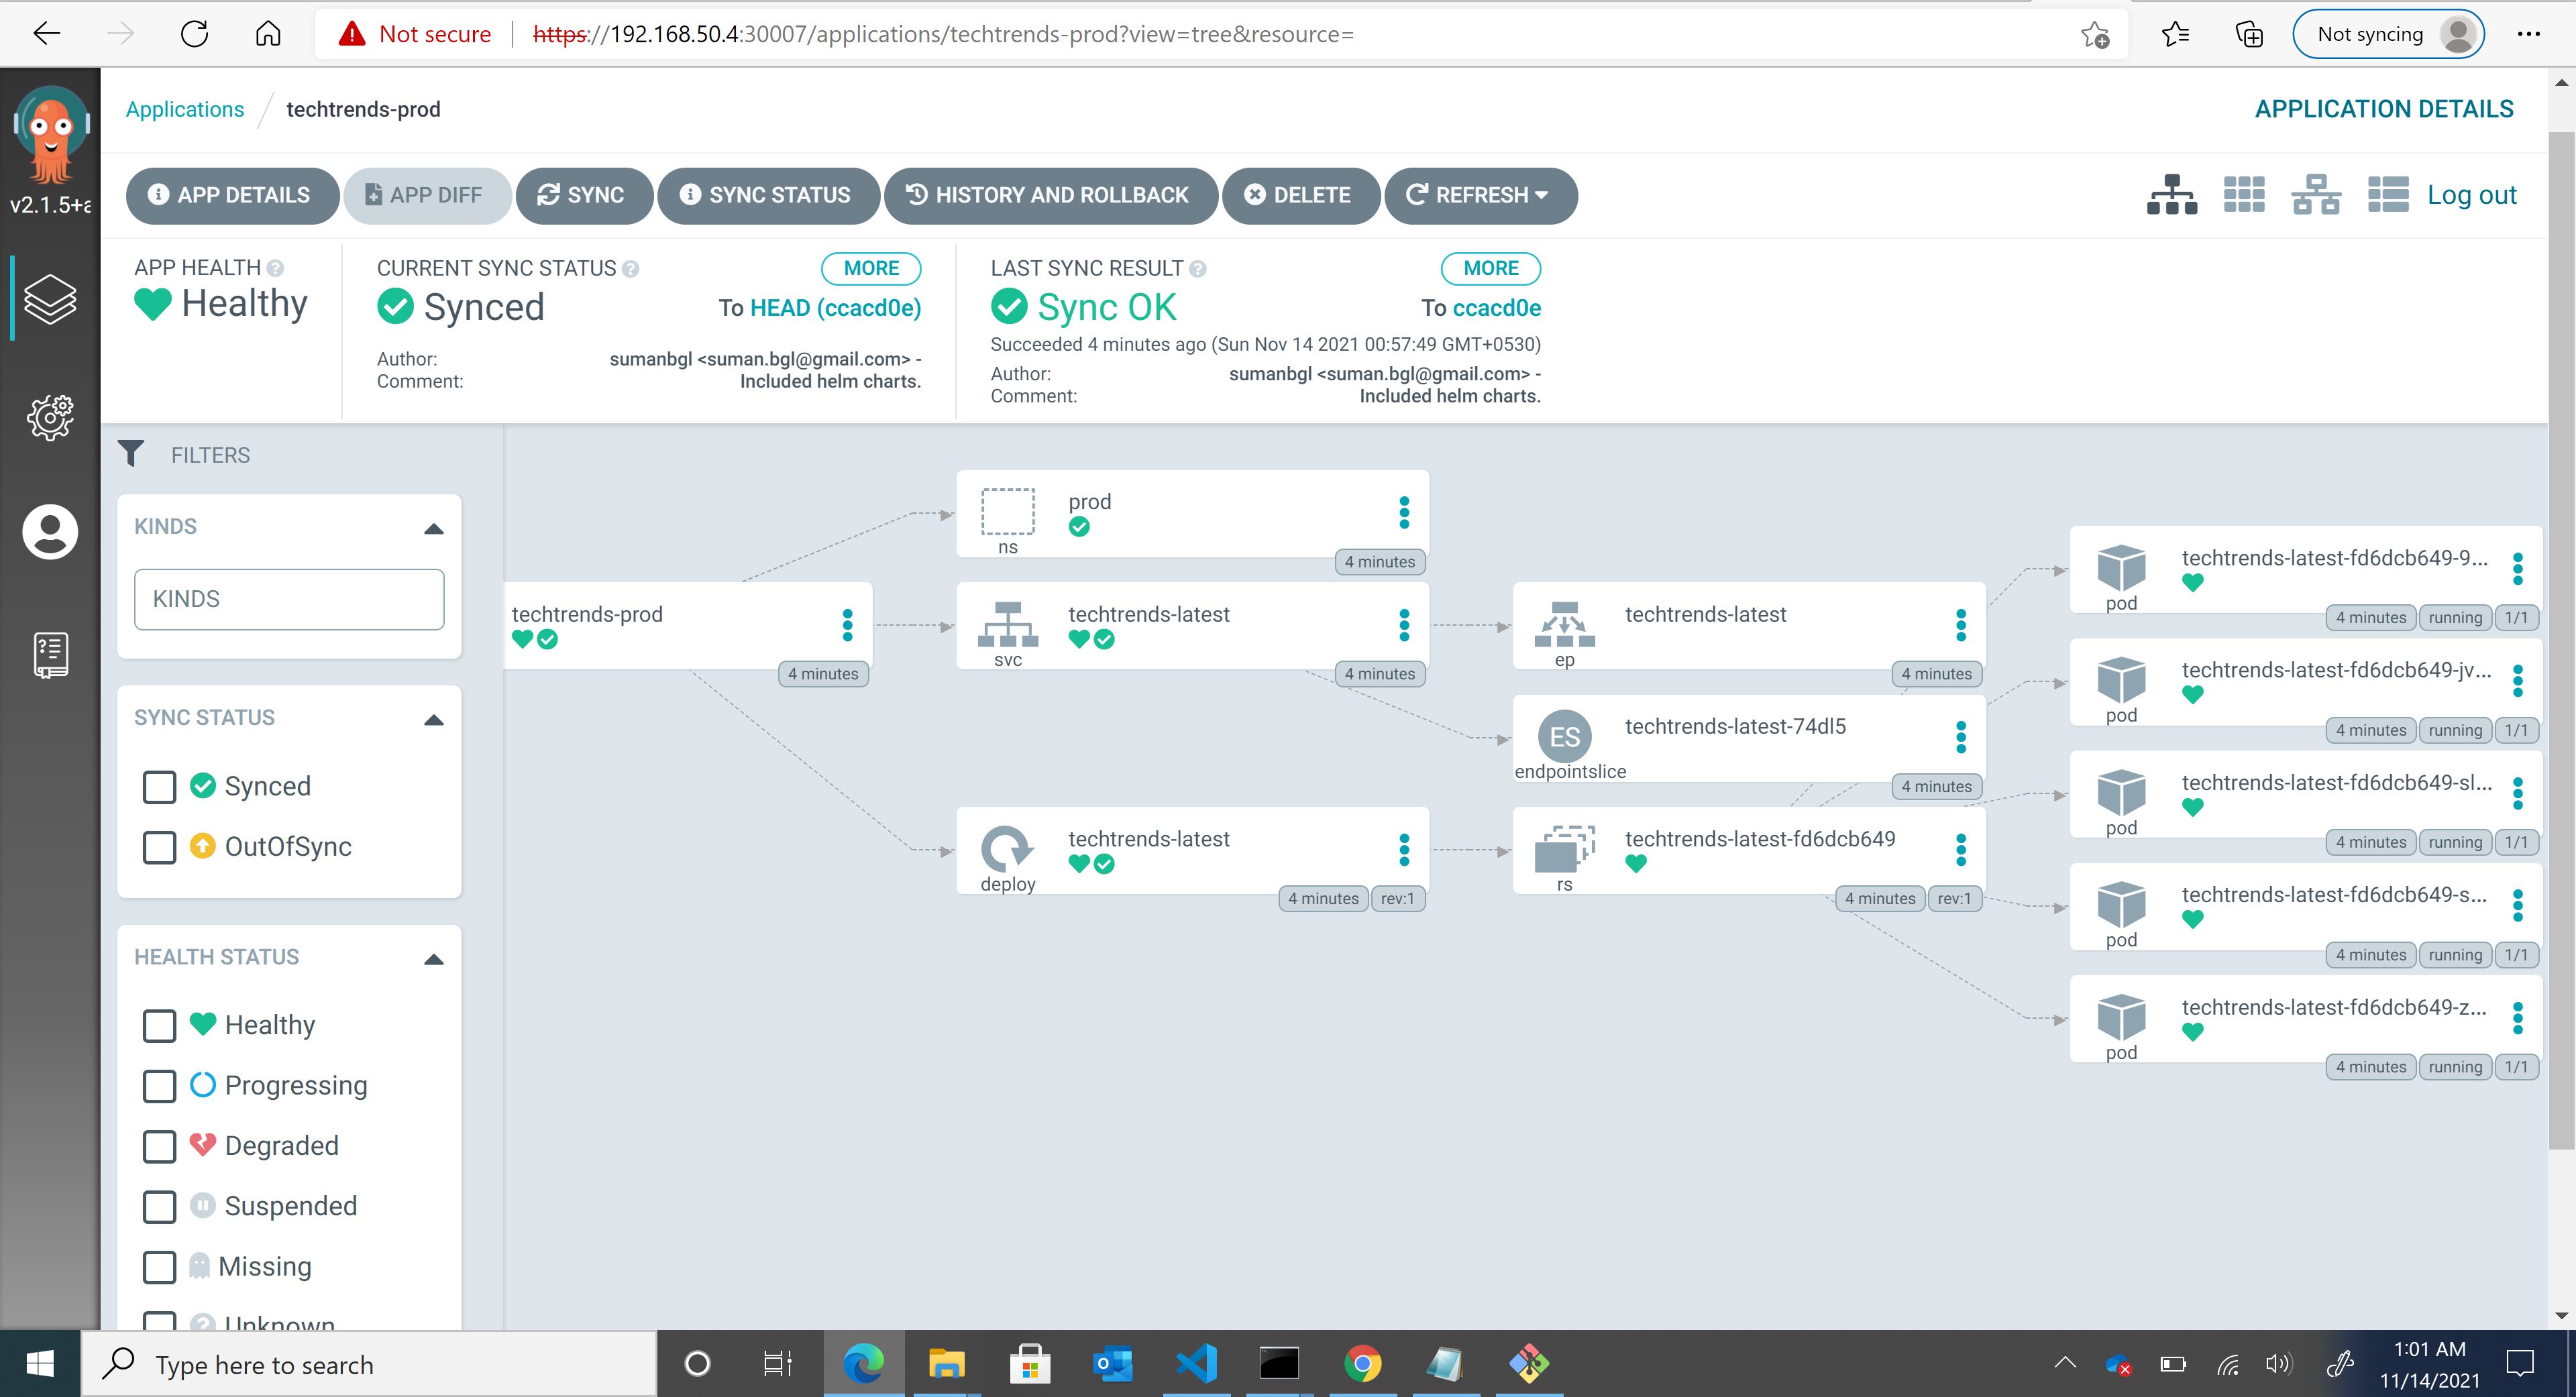 Not secure
https://192.168.50.4:30007/applications/techtrends-prod?view=tree&resource=
Not syncing
Applications / techtrends-prod
APPLICATION DETAILS
v2.1.5+a
APP DETAILS
APP DIFF
SYNC
SYNC STATUS
HISTORY AND ROLLBACK
DELETE
REFRESH
Log out
APP HEALTH
Healthy
CURRENT SYNC STATUS
MORE
Synced
To HEAD (ccacd0e)
Author: sumanbgl <suman.bgl@gmail.com> -
Comment: Included helm charts.
LAST SYNC RESULT
MORE
Sync OK
To ccacd0e
Succeeded 4 minutes ago (Sun Nov 14 2021 00:57:49 GMT+0530)
Author: sumanbgl <suman.bgl@gmail.com> -
Comment: Included helm charts.
FILTERS
KINDS
KINDS
SYNC STATUS
Synced
OutOfSync
HEALTH STATUS
Healthy
Progressing
Degraded
Suspended
Missing
Unknown
techtrends-prod
4 minutes
prod
ns
4 minutes
techtrends-latest
svc
4 minutes
techtrends-latest
deploy
4 minutes rev:1
techtrends-latest
ep
4 minutes
ES
techtrends-latest-74dl5
endpointslice
4 minutes
techtrends-latest-fd6dcb649
rs
4 minutes rev:1
techtrends-latest-fd6dcb649-9...
pod
4 minutes running 1/1
techtrends-latest-fd6dcb649-jv...
pod
4 minutes running 1/1
techtrends-latest-fd6dcb649-sl...
pod
4 minutes running 1/1
techtrends-latest-fd6dcb649-s...
pod
4 minutes running 1/1
techtrends-latest-fd6dcb649-z...
pod
4 minutes running 1/1
Type here to search
1:01 AM
11/14/2021